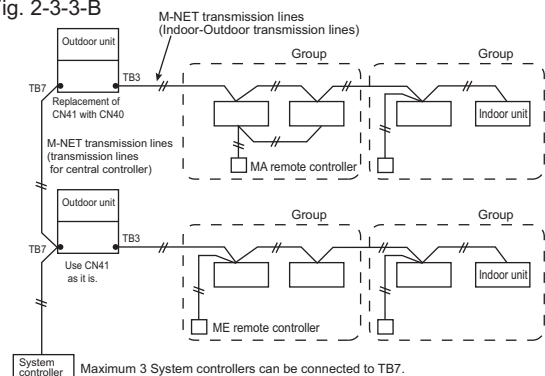 ig. 2-3-3-B
M-NET transmission lines
(Indoor-Outdoor transmission lines)
Outdoor unit
TB7
TB3
Replacement of
CN41 with CN40
Group
Group
Indoor unit
MA remote controller
M-NET transmission lines
(transmission lines
for central controller)
Outdoor unit
TB7
TB3
Use CN41
as it is.
Group
Group
Indoor unit
ME remote controller
System
controller
Maximum 3 System controllers can be connected to TB7.